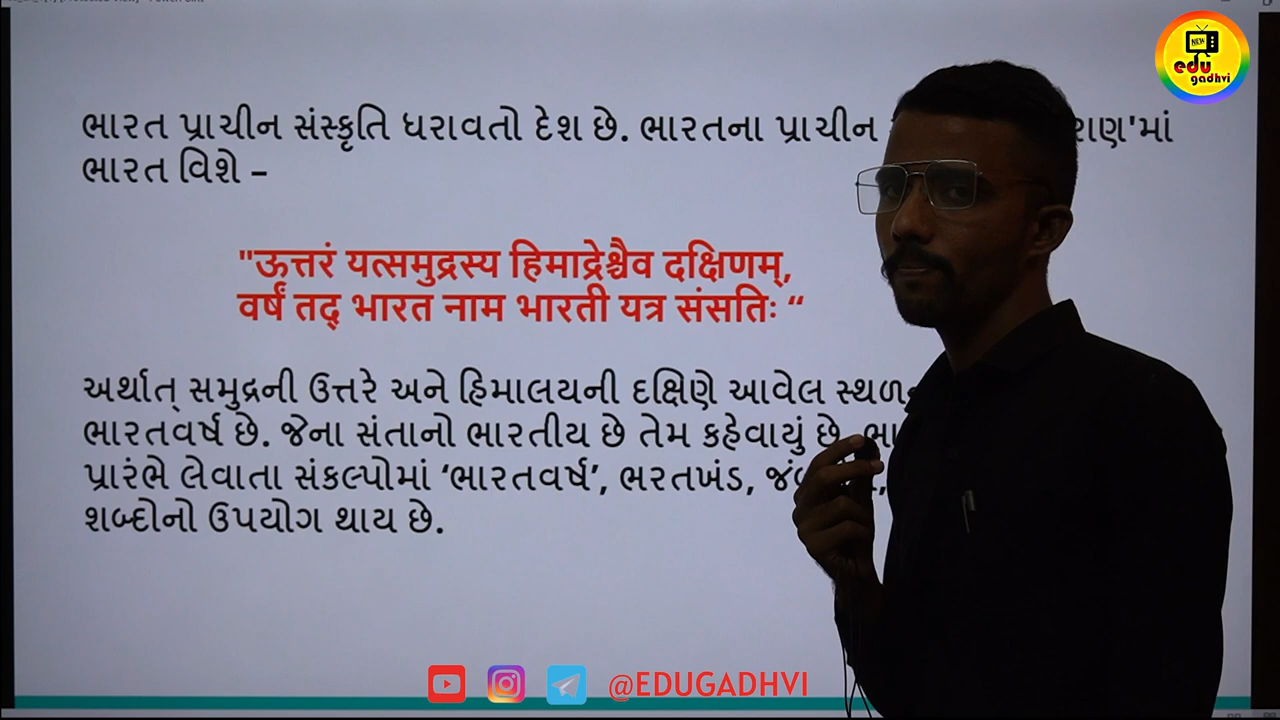 NEW
edu
gadhvi
ભારત પ્રાચીન સંસ્કૃતિ ધરાવતો દેશ છે. ભારતના પ્રાચીન
ભારત વિશે –
"ऊत्तरं यत्समुद्रस्य हिमाद्रेश्चैव दक्षिणम्,
वर्षं तद् भारत नाम भारती यत्र संसतिः “
અર્થાત્ સમુદ્રની ઉત્તરે અને હિમાલયની દક્ષિણે આવેલ
ભારતવર્ષ છે. જેના સંતાનો ભારતીય છે તેમ કહેવાયું છે.
પ્રારંભે લેવાતા સંકલ્પોમાં ‘ભારતવર્ષ’, ભરતખંડ,
શબ્દોનો ઉપયોગ થાય છે.
@EDUGADHVI